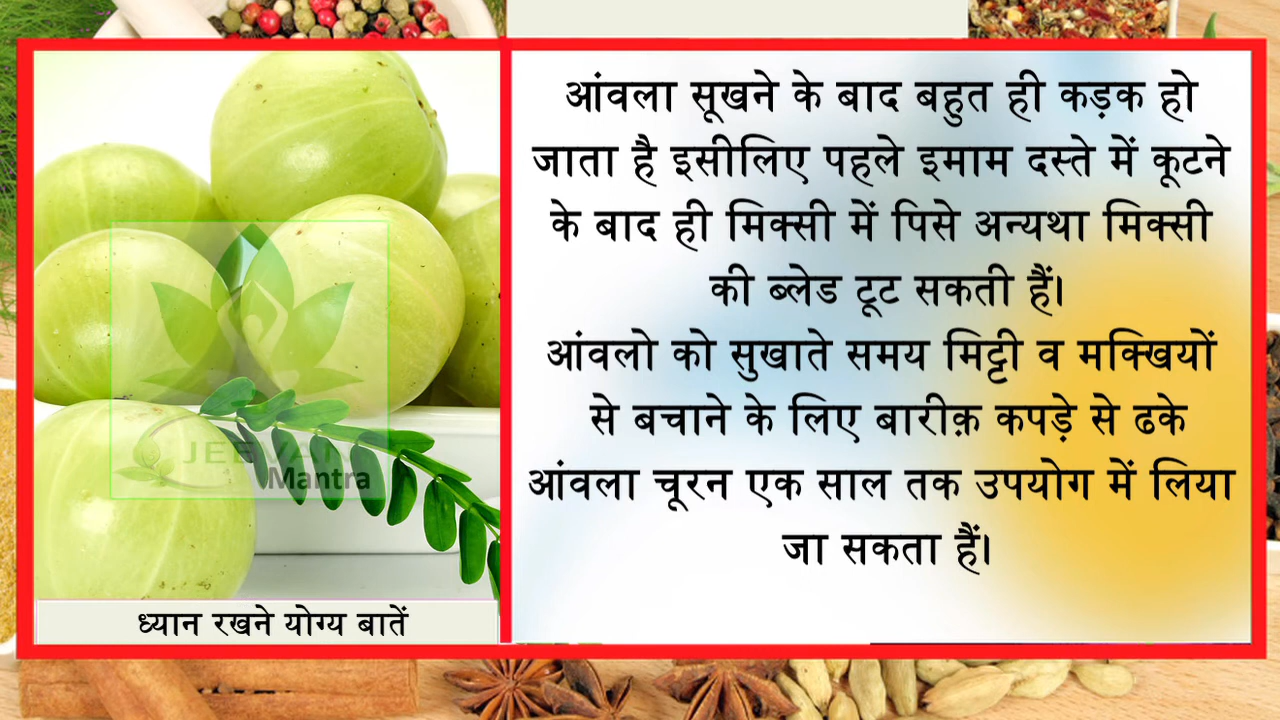 आंवला सूखने के बाद बहुत ही कड़क हो
जाता है इसीलिए पहले इमाम दस्ते में कूटने
के बाद ही मिक्सी में पिसे अन्यथा मिक्सी
की ब्लेड टूट सकती हैं।
आंवलो को सुखाते समय मिट्टी व मक्खियों
से बचाने के लिए बारीक़ कपड़े से ढके
आंवला चूरन एक साल तक उपयोग में लिया
जा सकता हैं।
JEEVAN
Mantra
ध्यान रखने योग्य बातें